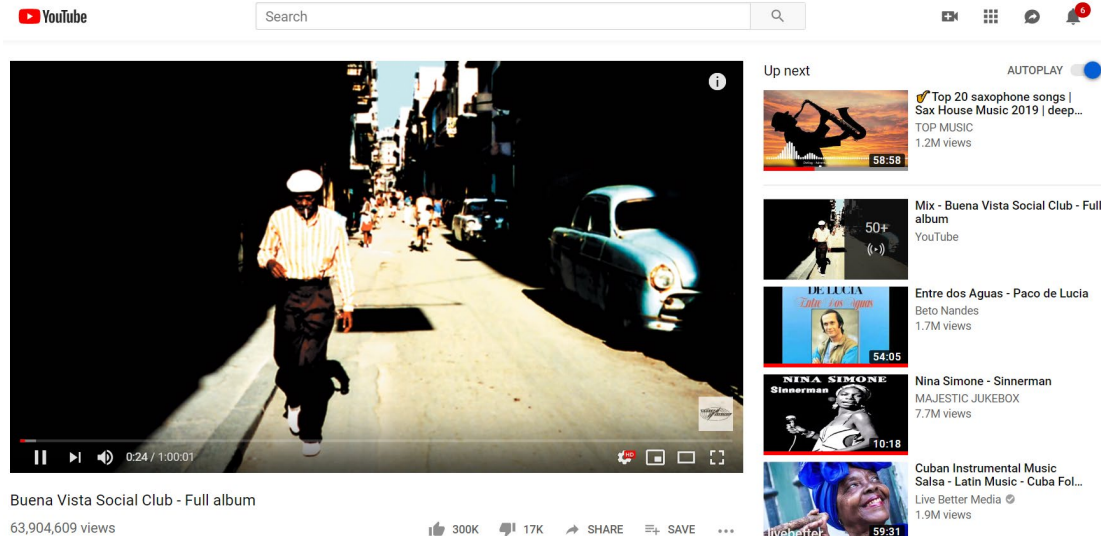 YouTube
Search
6
Up next
AUTOPLAY
Top 20 saxophone songs |
Sax House Music 2019 | deep...
TOP MUSIC
1.2M views
58:58
Mix - Buena Vista Social Club - Full
album
YouTube
50+
DE LUCIA
Entre dos Aguas
Entre dos Aguas - Paco de Lucia
Beto Nandes
1.7M views
54:05
NINA SIMONE
Sinnerman
Nina Simone - Sinnerman
MAJESTIC JUKEBOX
7.7M views
10:18
Cuban Instrumental Music
Salsa - Latin Music - Cuba Fol...
Live Better Media
1.9M views
livebetter
59:31
0:24 / 1:00:01
HD
Buena Vista Social Club - Full album
63,904,609 views
300K
17K
SHARE
SAVE